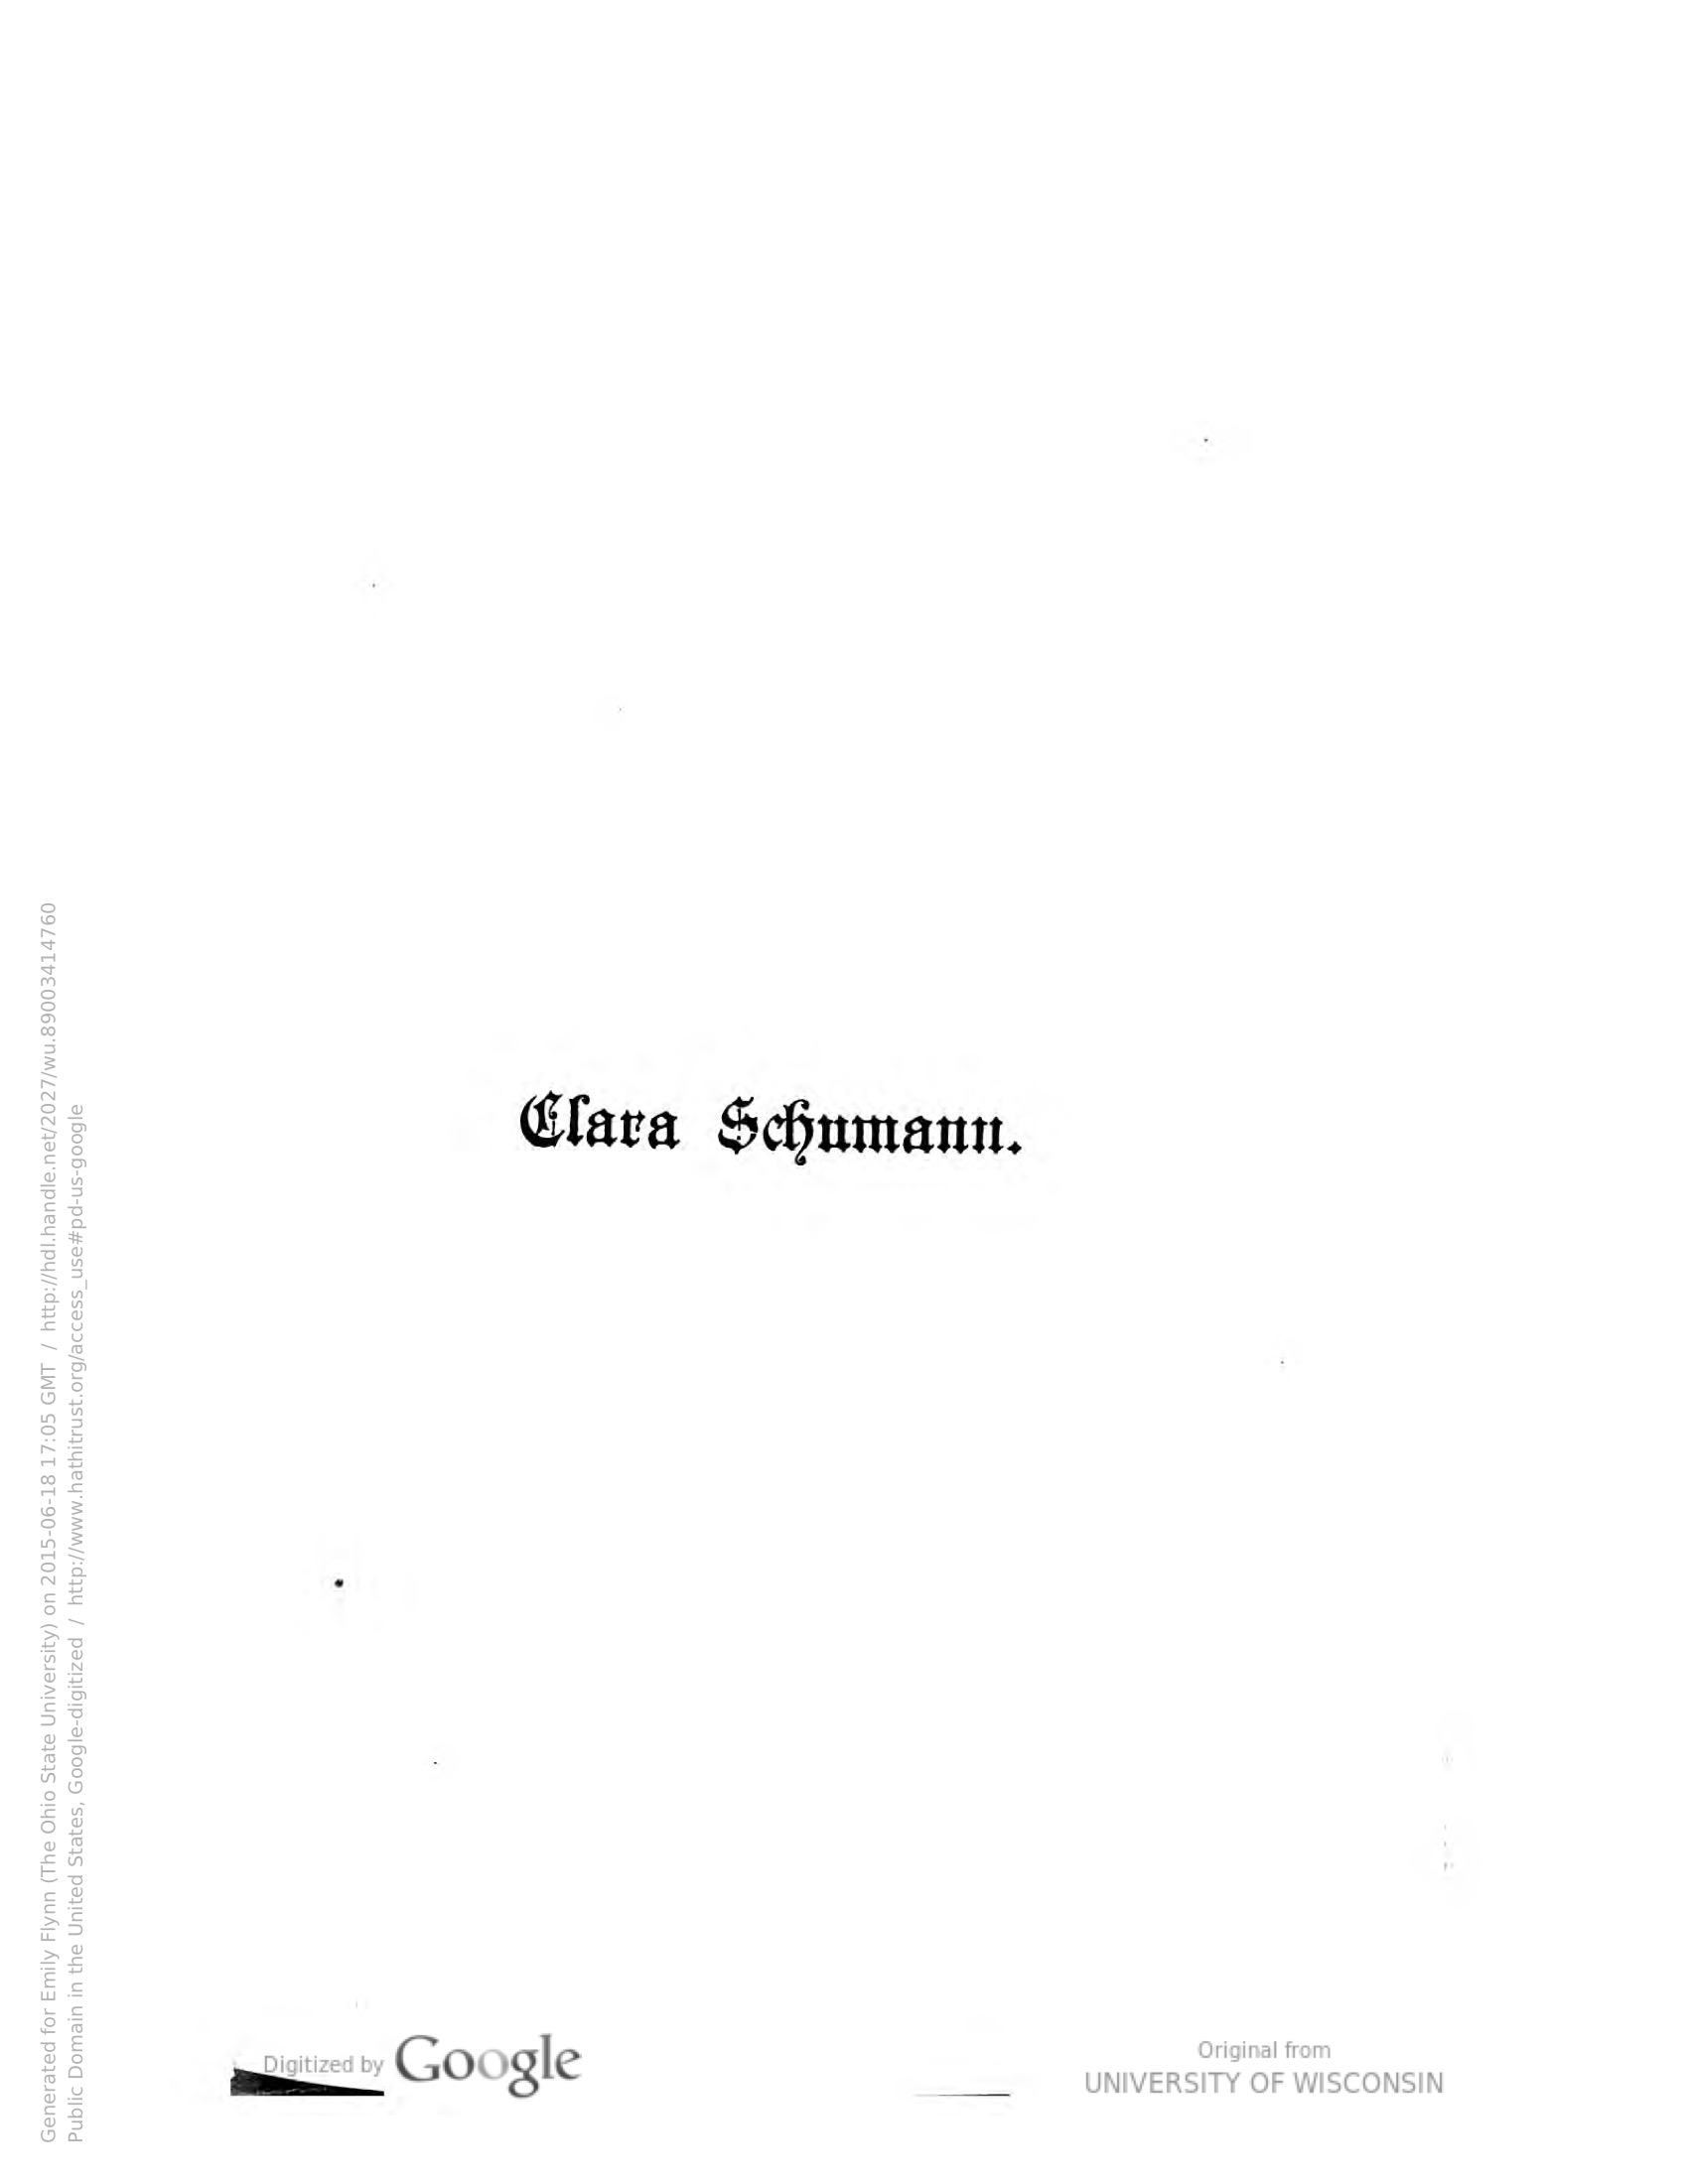 Clara Schumann.
Generated for Emily Flynn (The Ohio State University) on 2015-06-18 17:05 GMT / http://hdl.handle.net/2027/wu.89003414760
Public Domain in the United States, Google-digitized / http://www.hathitrust.org/access_use#pd-us-google
Digitized by Google
Original from
UNIVERSITY OF WISCONSIN